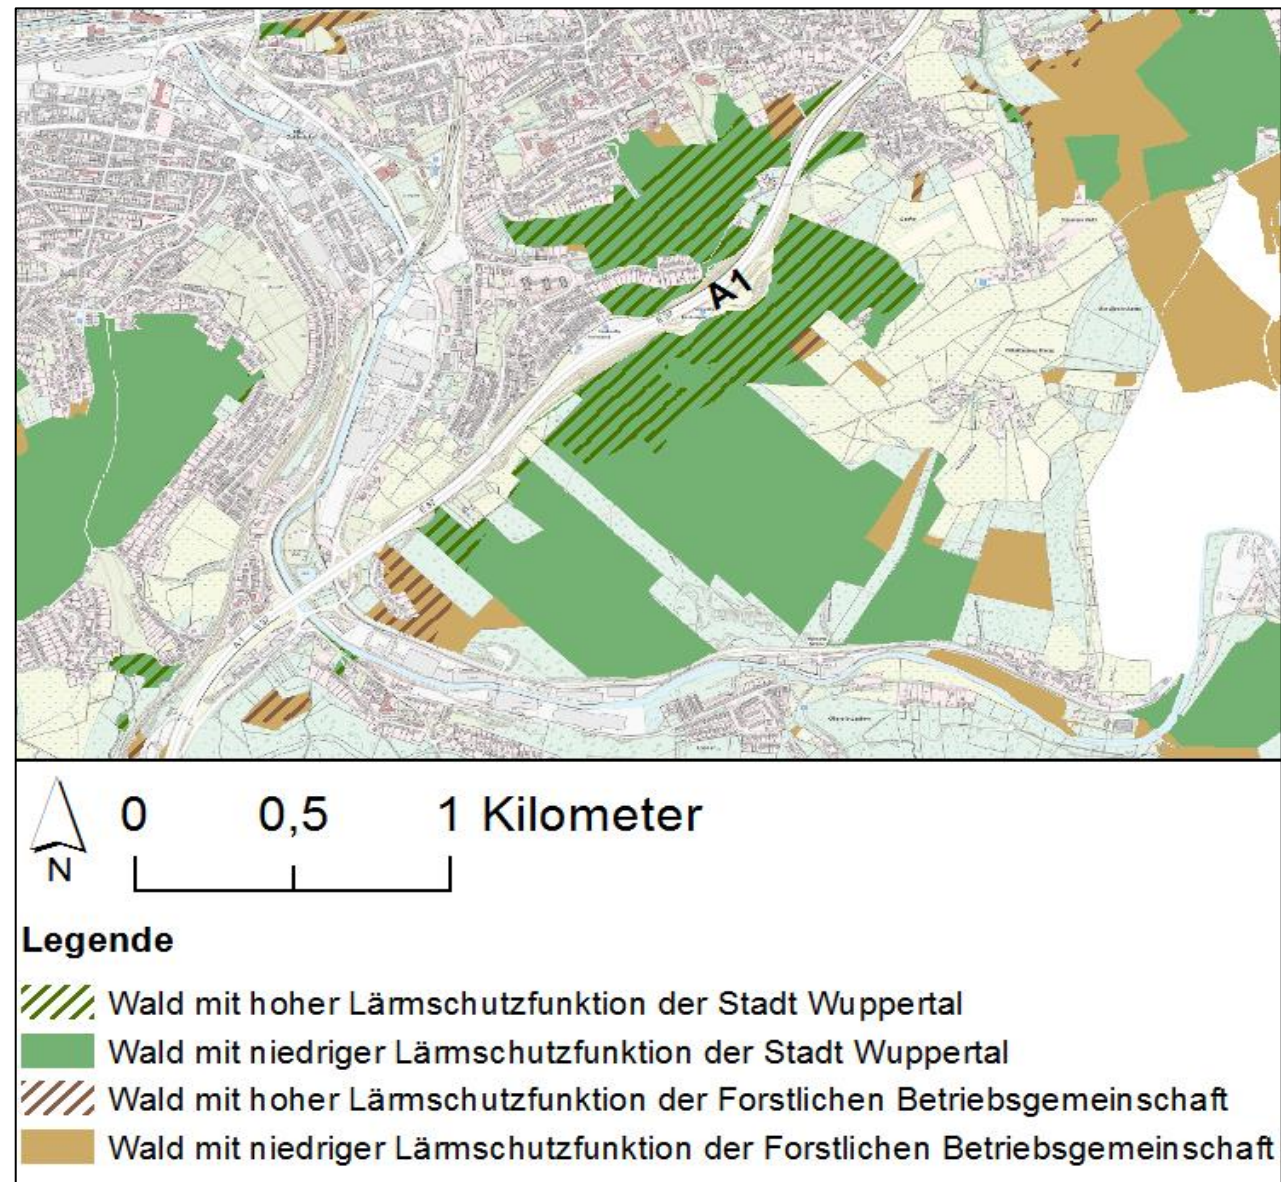 A1
N
0 0,5 1 Kilometer
Legende
Wald mit hoher Lärmschutzfunktion der Stadt Wuppertal
Wald mit niedriger Lärmschutzfunktion der Stadt Wuppertal
Wald mit hoher Lärmschutzfunktion der Forstlichen Betriebsgemeinschaft
Wald mit niedriger Lärmschutzfunktion der Forstlichen Betriebsgemeinschaft